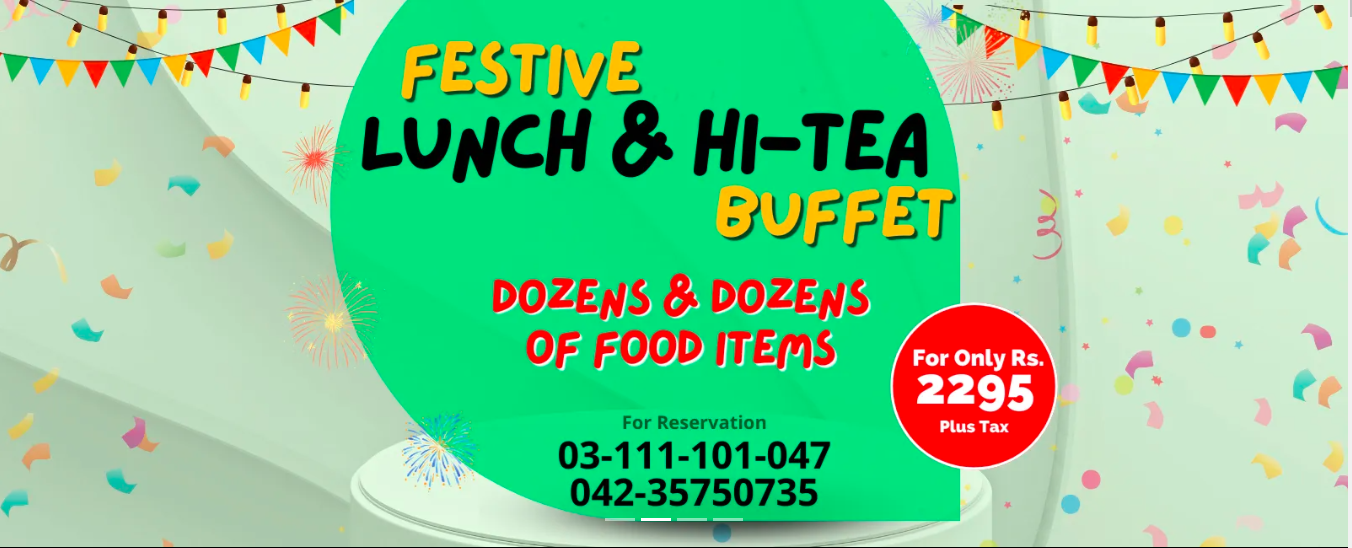 FESTIVE
LUNCH & HI-TEA
BUFFET
DOZENS & DOZENS
OF FOOD ITEMS
For Only Rs.
2295
Plus Tax
For Reservation
03-111-101-047
042-35750735